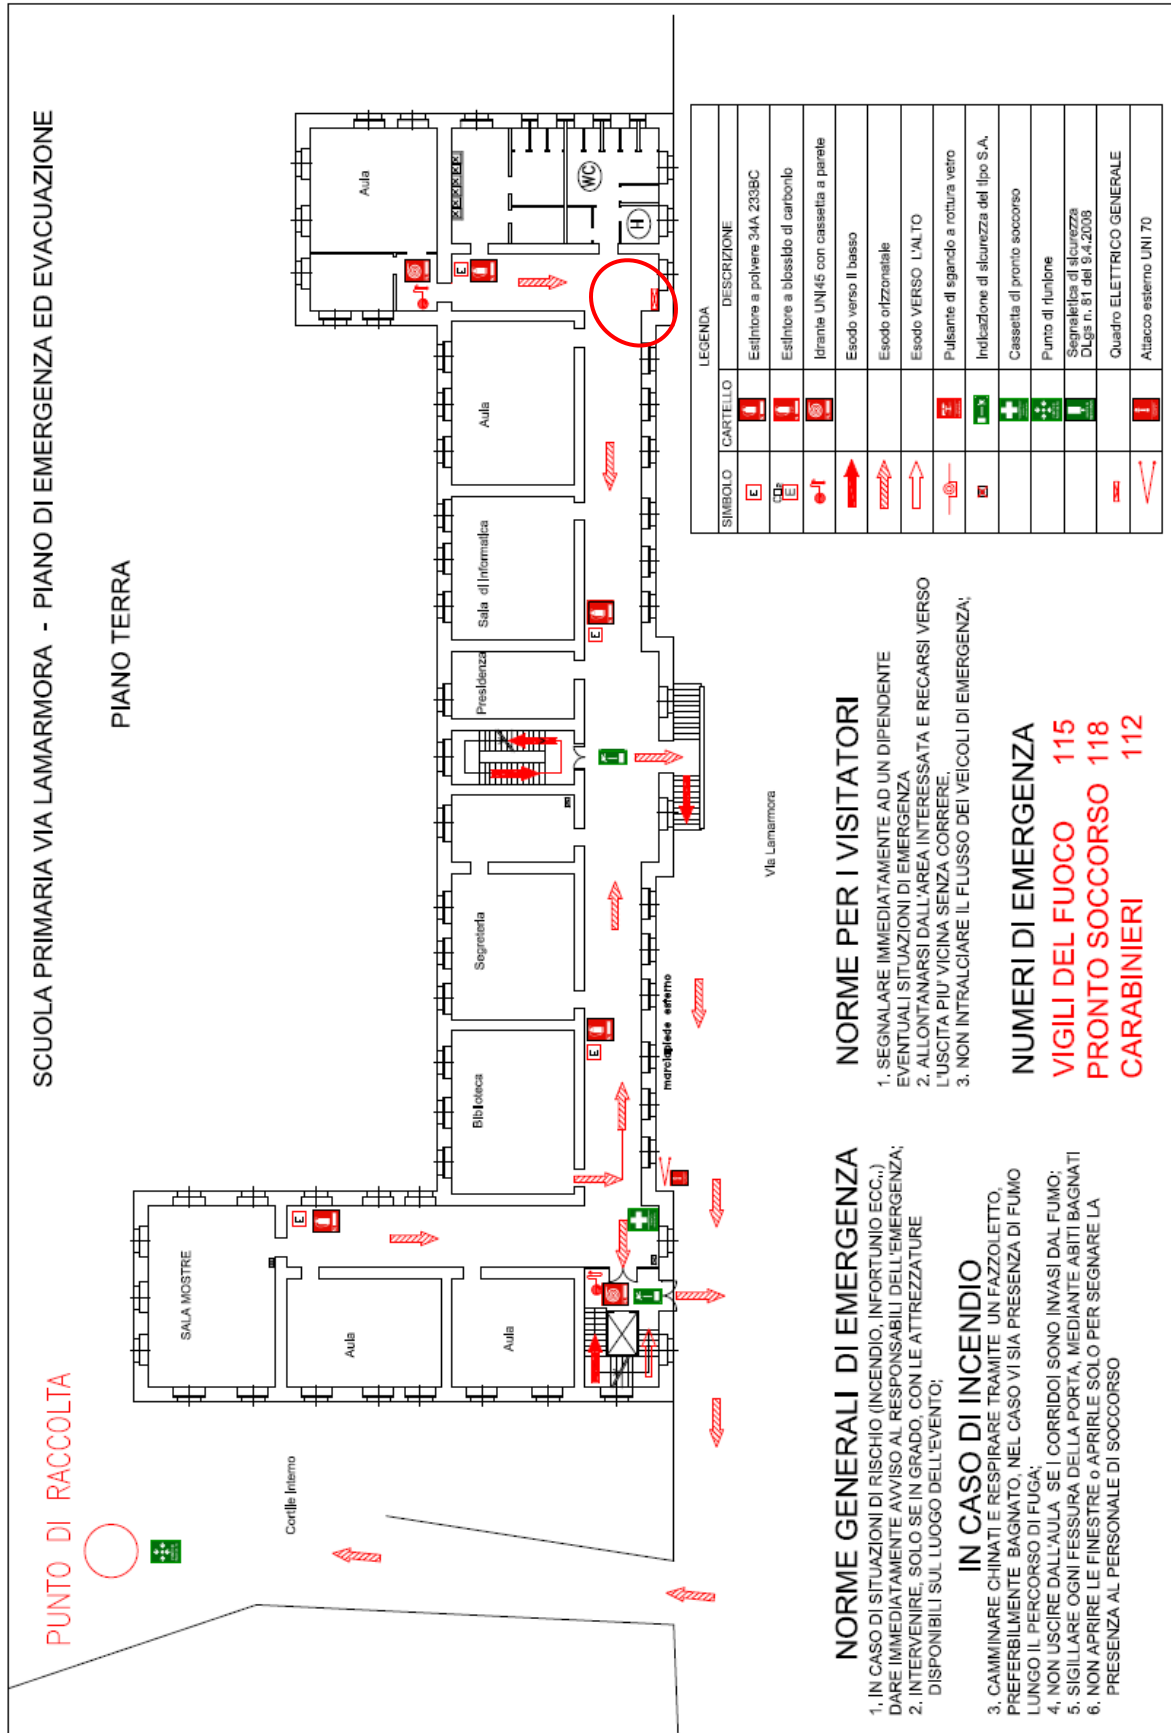 SCUOLA PRIMARIA VIA LAMARMORA - PIANO DI EMERGENZA ED EVACUAZIONE
PIANO TERRA
PUNTO DI RACCOLTA
Cortile Interno
SALA MOSTRE
Aula
Aula
Biblioteca
Segreteria
Presidenza
Sala di Informatica
Aula
Aula
WC
H
E
E
E
E
marciapiede esterno
Via Lamarmora
LEGENDA
SIMBOLO CARTELLO DESCRIZIONE
E Estintore a polvere 34A 233BC
CO2 E Estintore a biossido di carbonio
Idrante UNI45 con cassetta a parete
Esodo verso il basso
Esodo orizzonatale
Esodo VERSO L'ALTO
Pulsante di sgancio a rottura vetro
Indicazione di sicurezza del tipo S.A.
Cassetta di pronto soccorso
Punto di riunione
Segnaletica di sicurezza
DLgs n. 81 del 9.4.2008
Quadro ELETTRICO GENERALE
Attacco esterno UNI 70
NORME GENERALI DI EMERGENZA
1. IN CASO DI SITUAZIONI DI RISCHIO (INCENDIO, INFORTUNIO ECC..)
DARE IMMEDIATAMENTE AVVISO AI RESPONSABILI DELL'EMERGENZA;
2. INTERVENIRE, SOLO SE IN GRADO, CON LE ATTREZZATURE
DISPONIBILI SUL LUOGO DELL'EVENTO;
IN CASO DI INCENDIO
3. CAMMINARE CHINATI E RESPIRARE TRAMITE UN FAZZOLETTO,
PREFERBILMENTE BAGNATO, NEL CASO VI SIA PRESENZA DI FUMO
LUNGO IL PERCORSO DI FUGA;
4. NON USCIRE DALL'AULA SE I CORRIDOI SONO INVASI DAL FUMO;
5. SIGILLARE OGNI FESSURA DELLA PORTA, MEDIANTE ABITI BAGNATI
6. NON APRIRE LE FINESTRE o APRIRLE SOLO PER SEGNARE LA
PRESENZA AL PERSONALE DI SOCCORSO
NORME PER I VISITATORI
1. SEGNALARE IMMEDIATAMENTE AD UN DIPENDENTE
EVENTUALI SITUAZIONI DI EMERGENZA
2. ALLONTANARSI DALL'AREA INTERESSATA E RECARSI VERSO
L'USCITA PIU' VICINA SENZA CORRERE.
3. NON INTRALCIARE IL FLUSSO DEI VEICOLI DI EMERGENZA;
NUMERI DI EMERGENZA
VIGILI DEL FUOCO 115
PRONTO SOCCORSO 118
CARABINIERI 112